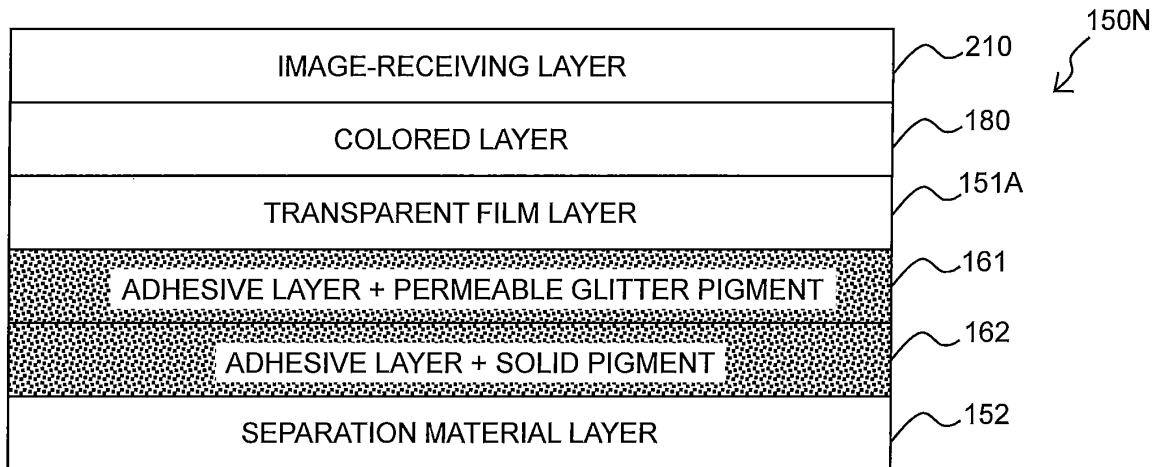 150N
IMAGE-RECEIVING LAYER 210
COLORED LAYER 180
TRANSPARENT FILM LAYER 151A
ADHESIVE LAYER + PERMEABLE GLITTER PIGMENT 161
ADHESIVE LAYER + SOLID PIGMENT 162
SEPARATION MATERIAL LAYER 152